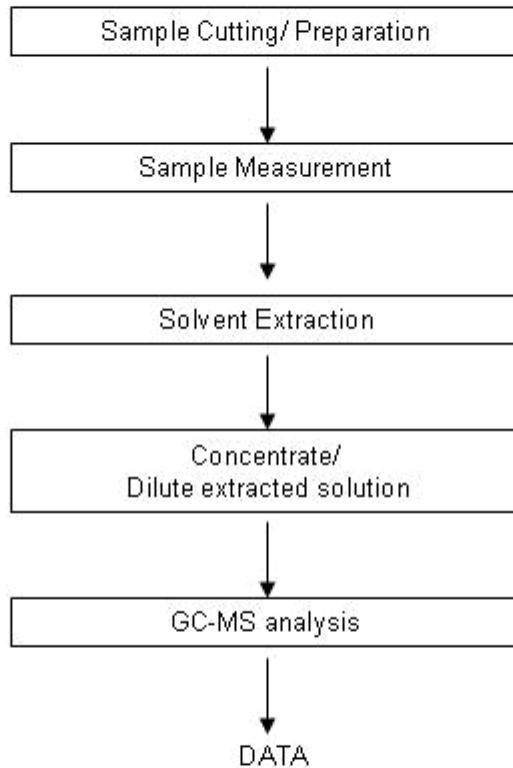 Sample Cutting/ Preparation
Sample Measurement
Solvent Extraction
Concentrate/
Dilute extracted solution
GC-MS analysis
DATA